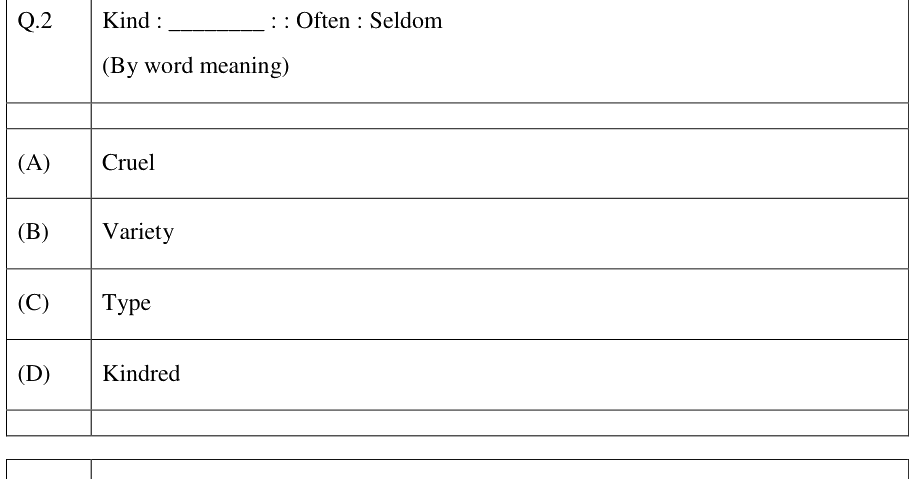 Q.2 Kind : ________ : : Often : Seldom
(By word meaning)
(A) Cruel
(B) Variety
(C) Type
(D) Kindred